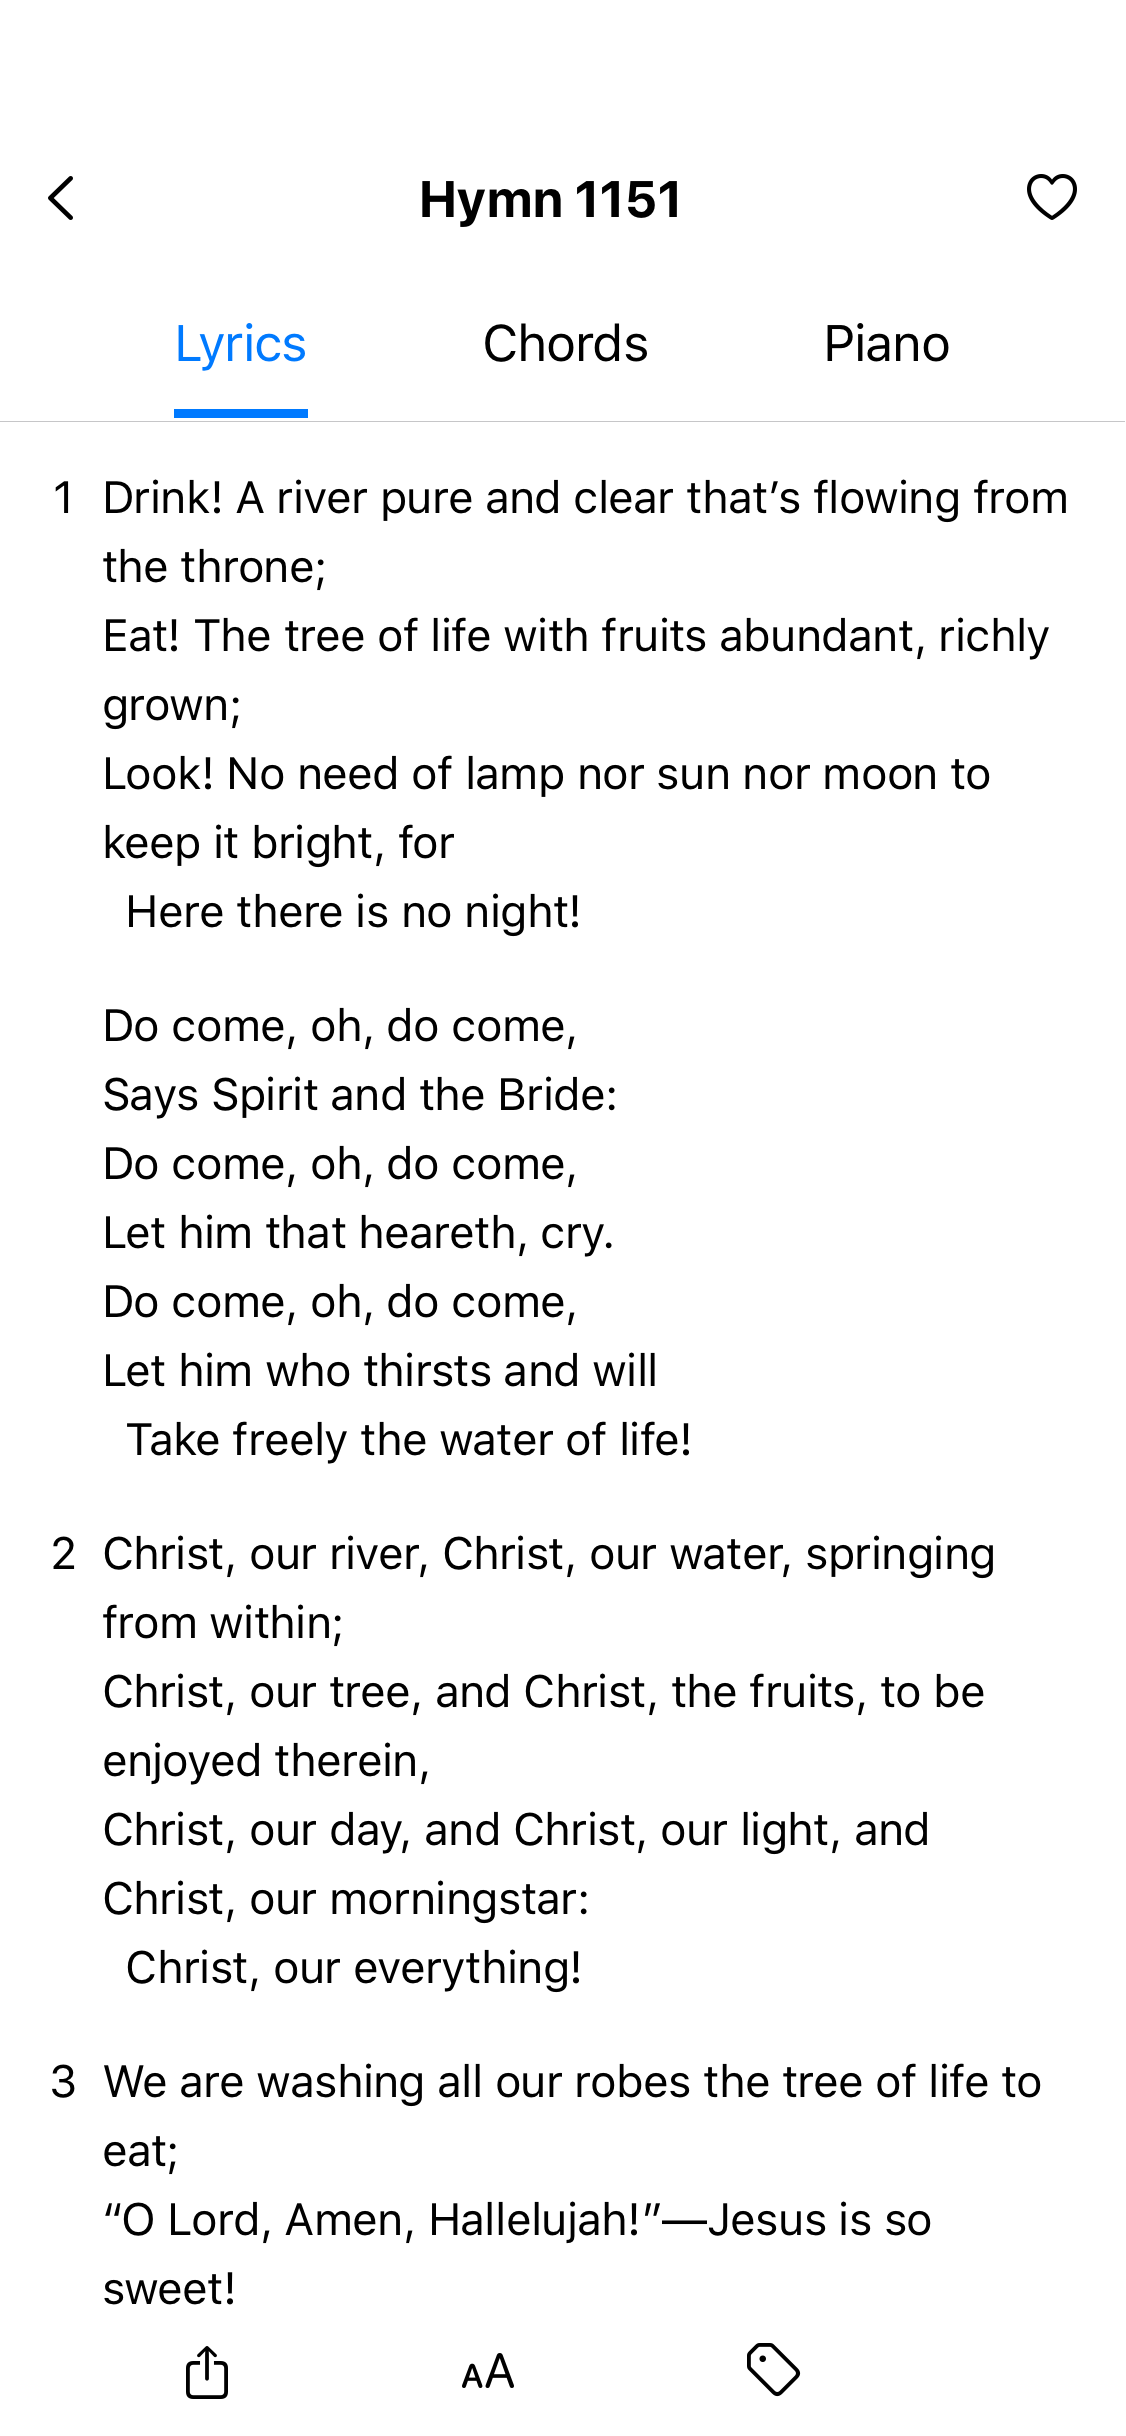 Hymn 1151
Lyrics Chords Piano
1 Drink! A river pure and clear that’s flowing from
the throne;
Eat! The tree of life with fruits abundant, richly
grown;
Look! No need of lamp nor sun nor moon to
keep it bright, for
Here there is no night!
Do come, oh, do come,
Says Spirit and the Bride:
Do come, oh, do come,
Let him that heareth, cry.
Do come, oh, do come,
Let him who thirsts and will
Take freely the water of life!
2 Christ, our river, Christ, our water, springing
from within;
Christ, our tree, and Christ, the fruits, to be
enjoyed therein,
Christ, our day, and Christ, our light, and
Christ, our morningstar:
Christ, our everything!
3 We are washing all our robes the tree of life to
eat;
“O Lord, Amen, Hallelujah!”—Jesus is so
sweet!
AA